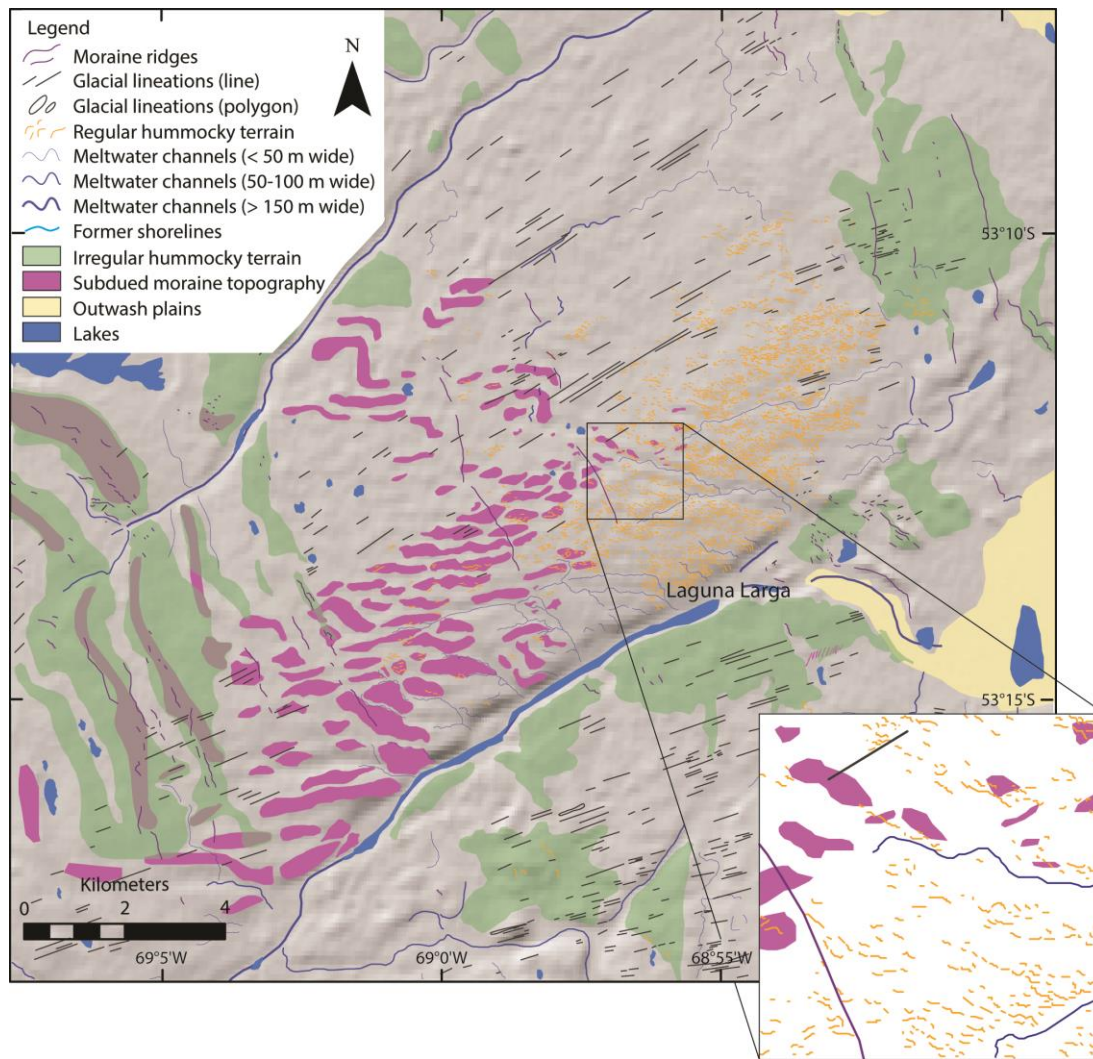 Legend
Moraine ridges
Glacial lineations (line)
Glacial lineations (polygon)
Regular hummocky terrain
Meltwater channels (< 50 m wide)
Meltwater channels (50-100 m wide)
Meltwater channels (> 150 m wide)
Former shorelines
Irregular hummocky terrain
Subdued moraine topography
Outwash plains
Lakes
N
53°10'S
Laguna Larga
53°15'S
Kilometers
0 2 4
69°5'W 69°0'W 68°55'W